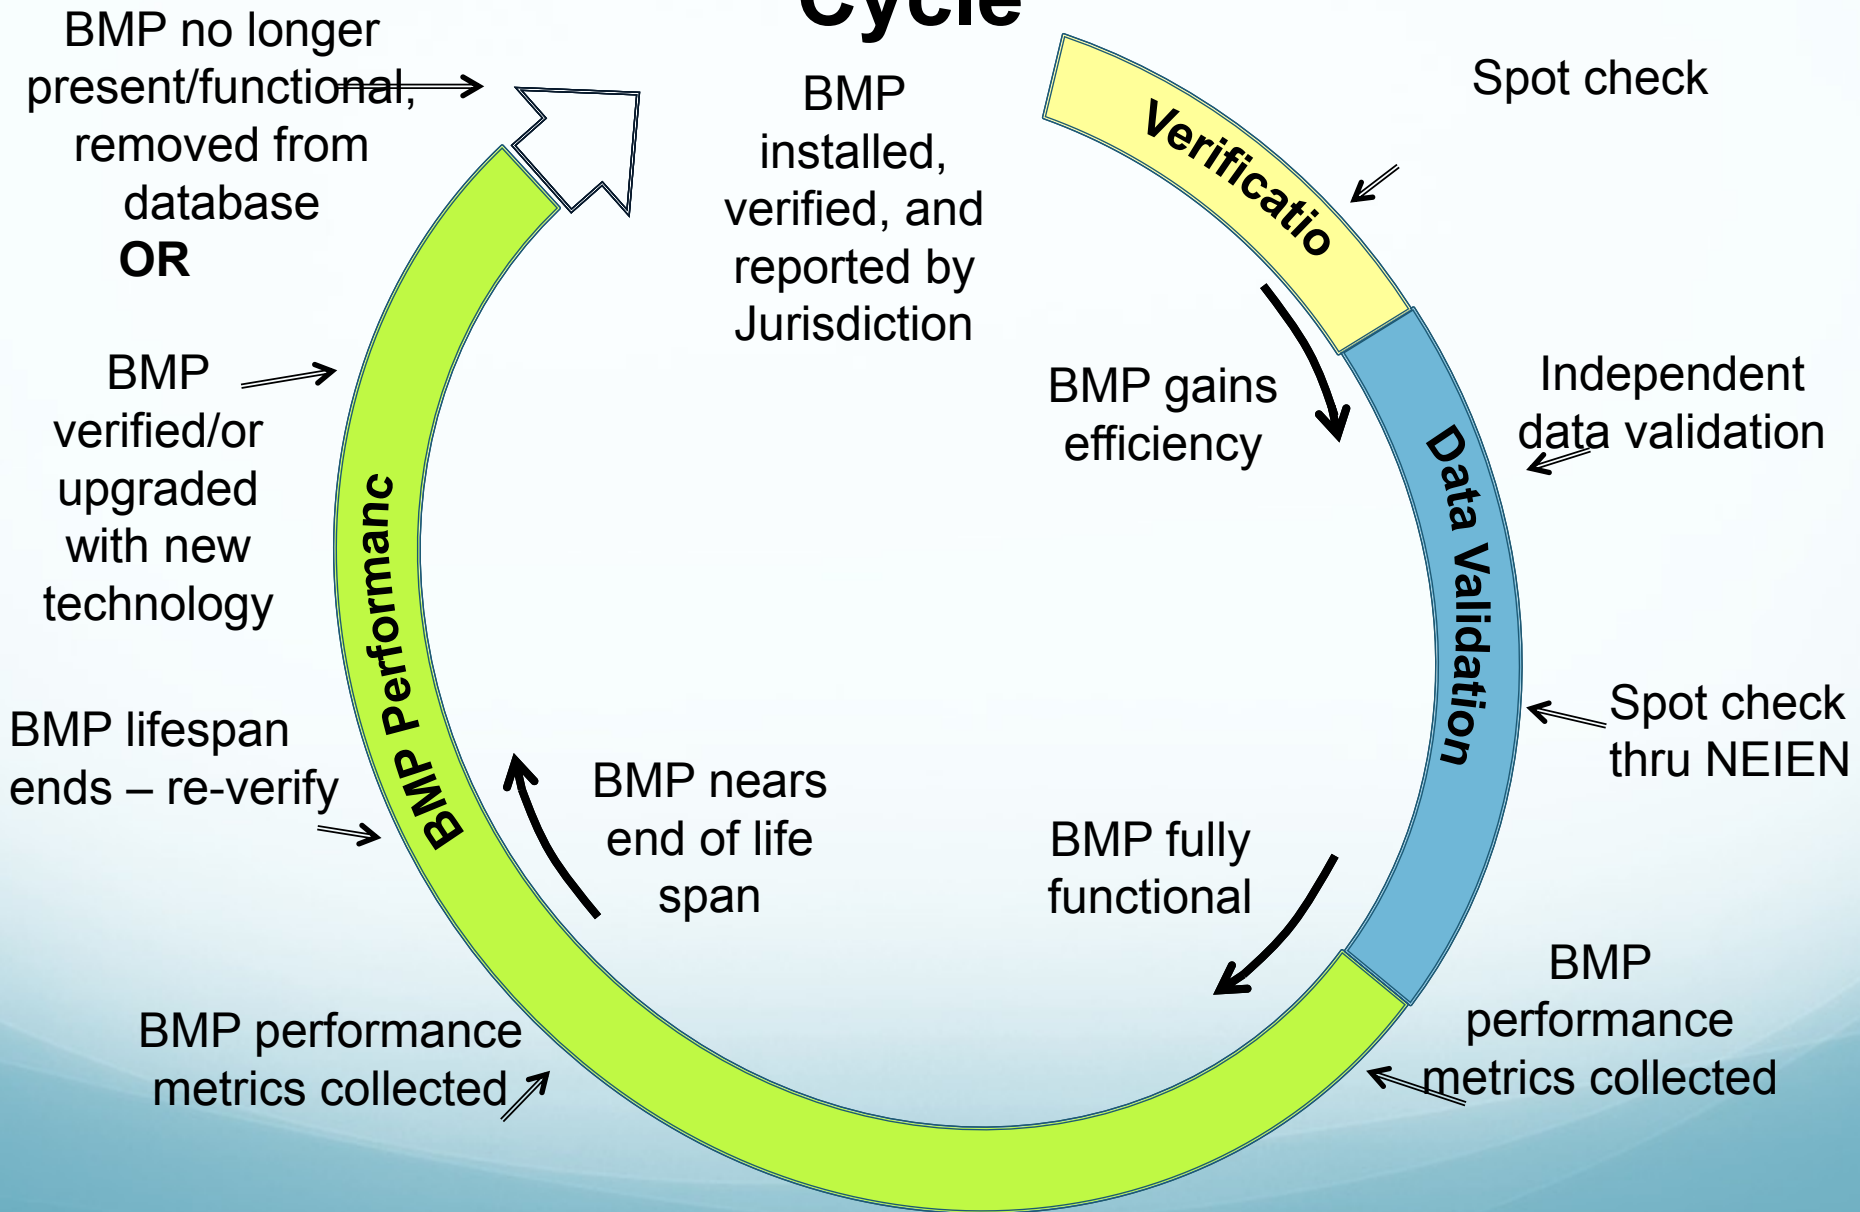 Cycle
BMP
installed,
verified, and
reported by
Jurisdiction
Verificatio
Spot check
BMP gains
efficiency
Data Validation
Independent
data validation
Spot check
thru NEIEN
BMP fully
functional
BMP
performance
metrics collected
BMP performance
metrics collected
BMP nears
end of life
span
BMP Performanc
BMP lifespan
ends – re-verify
BMP
verified/or
upgraded
with new
technology
BMP no longer
present/functional,
removed from
database
OR